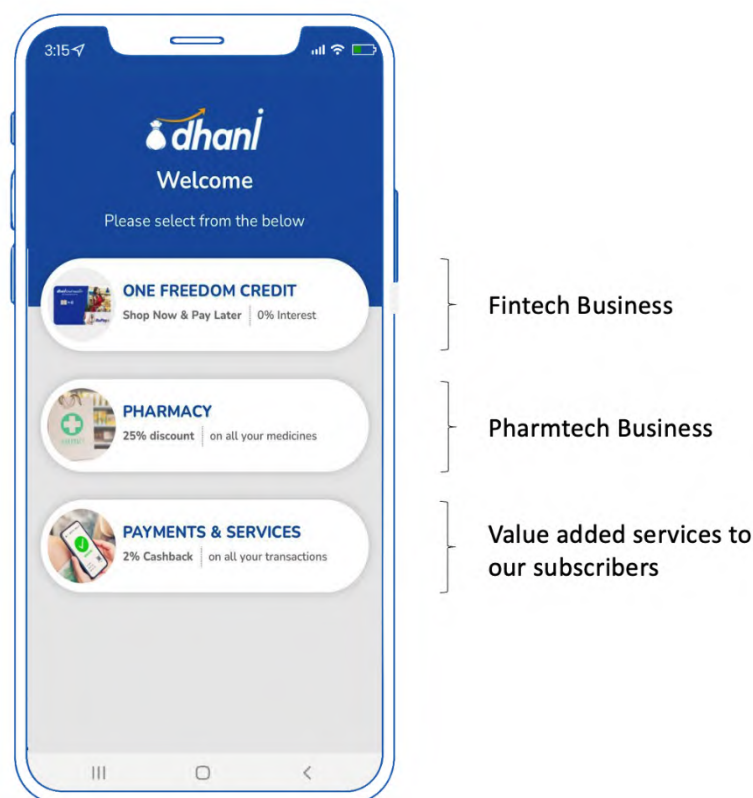 3:15
dhani
Welcome
Please select from the below
ONE FREEDOM CREDIT
Shop Now & Pay Later | 0% Interest
Fintech Business
PHARMACY
25% discount | on all your medicines
Pharmtech Business
PAYMENTS & SERVICES
2% Cashback | on all your transactions
Value added services to
our subscribers